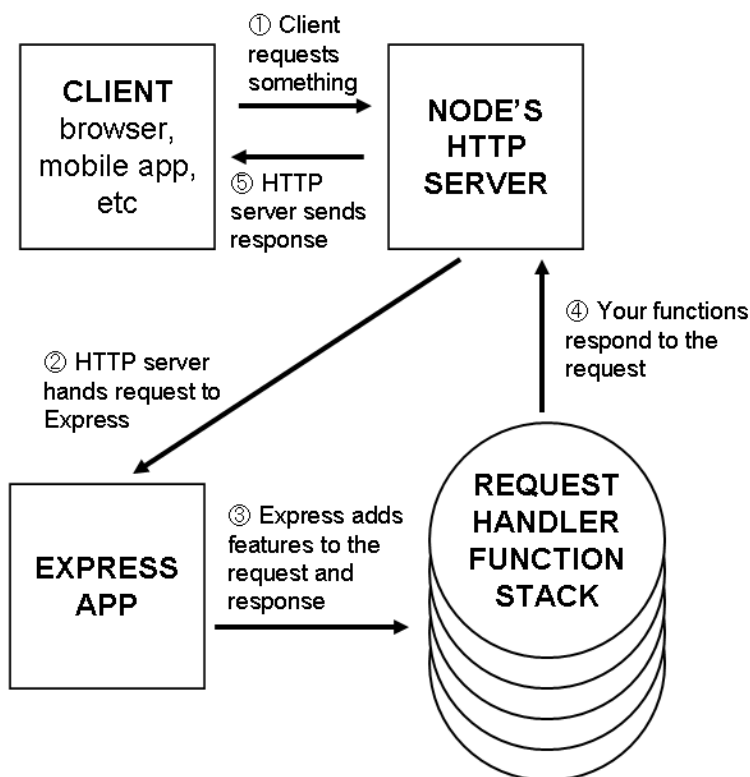 ① Client
requests
something
CLIENT
browser,
mobile app,
etc
NODE'S
HTTP
SERVER
⑤ HTTP
server sends
response
② HTTP server
hands request to
Express
④ Your functions
respond to the
request
EXPRESS
APP
③ Express adds
features to the
request and
response
REQUEST
HANDLER
FUNCTION
STACK